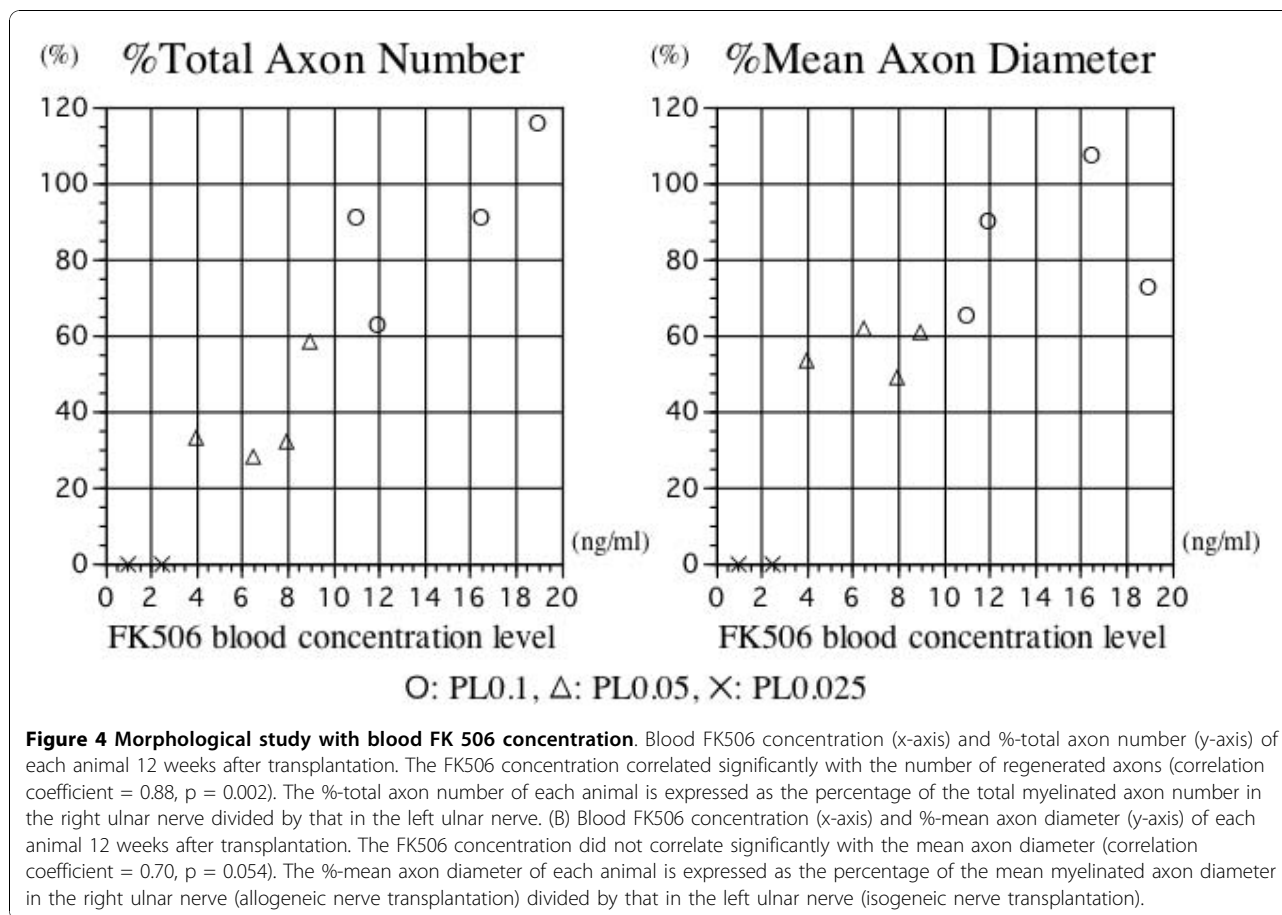 (%) %Total Axon Number
120
100
80
60
40
20
0
0 2 4 6 8 10 12 14 16 18 20
(ng/ml)
FK506 blood concentration level
(%) %Mean Axon Diameter
120
100
80
60
40
20
0
0 2 4 6 8 10 12 14 16 18 20
(ng/ml)
FK506 blood concentration level
O: PL0.1, △: PL0.05, ×: PL0.025
Figure 4 Morphological study with blood FK 506 concentration. Blood FK506 concentration (x-axis) and %-total axon number (y-axis) of
each animal 12 weeks after transplantation. The FK506 concentration correlated significantly with the number of regenerated axons (correlation
coefficient = 0.88, p = 0.002). The %-total axon number of each animal is expressed as the percentage of the total myelinated axon number in
the right ulnar nerve divided by that in the left ulnar nerve. (B) Blood FK506 concentration (x-axis) and %-mean axon diameter (y-axis) of each
animal 12 weeks after transplantation. The FK506 concentration did not correlate significantly with the mean axon diameter (correlation
coefficient = 0.70, p = 0.054). The %-mean axon diameter of each animal is expressed as the percentage of the mean myelinated axon diameter
in the right ulnar nerve (allogeneic nerve transplantation) divided by that in the left ulnar nerve (isogeneic nerve transplantation).